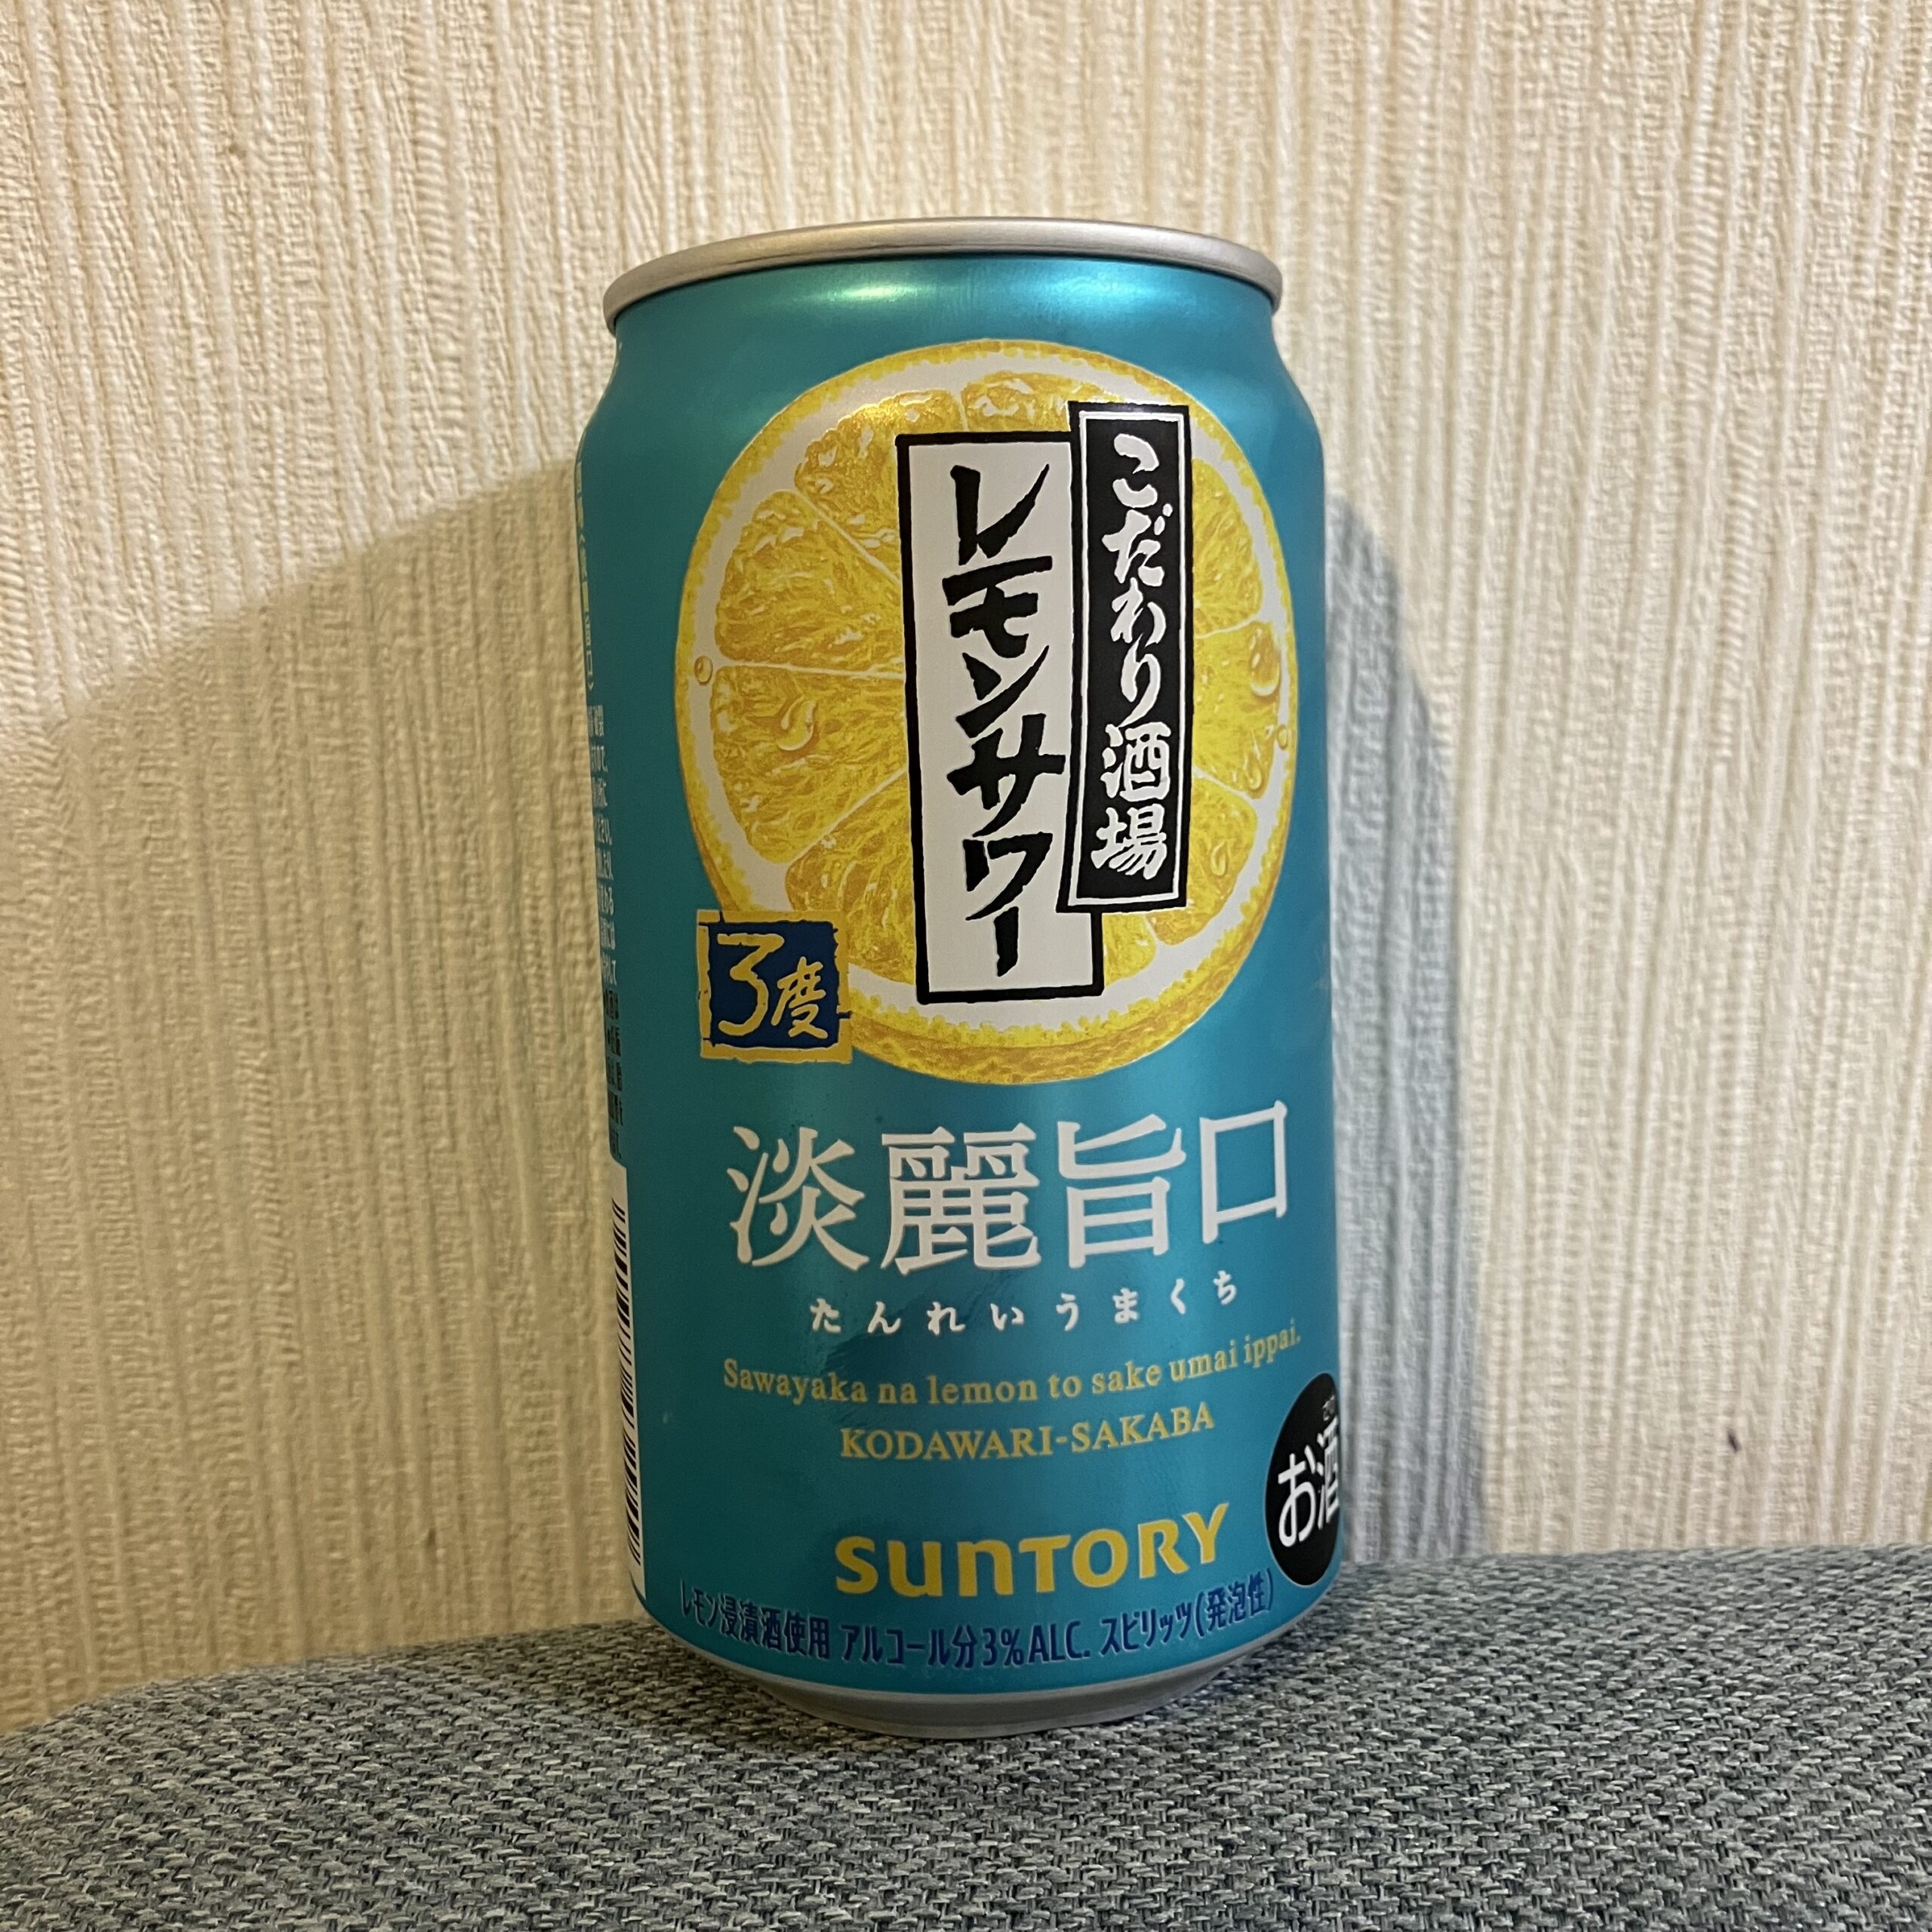 こだわり酒場
レモンサワー
3度
淡麗旨口
たんれいうまくち
Sawayaka na lemon to sake umai ippai.
KODAWARI-SAKABA
お酒
SUNTORY
レモン浸漬酒使用 アルコール分3%ALC. スピリッツ(発泡性)